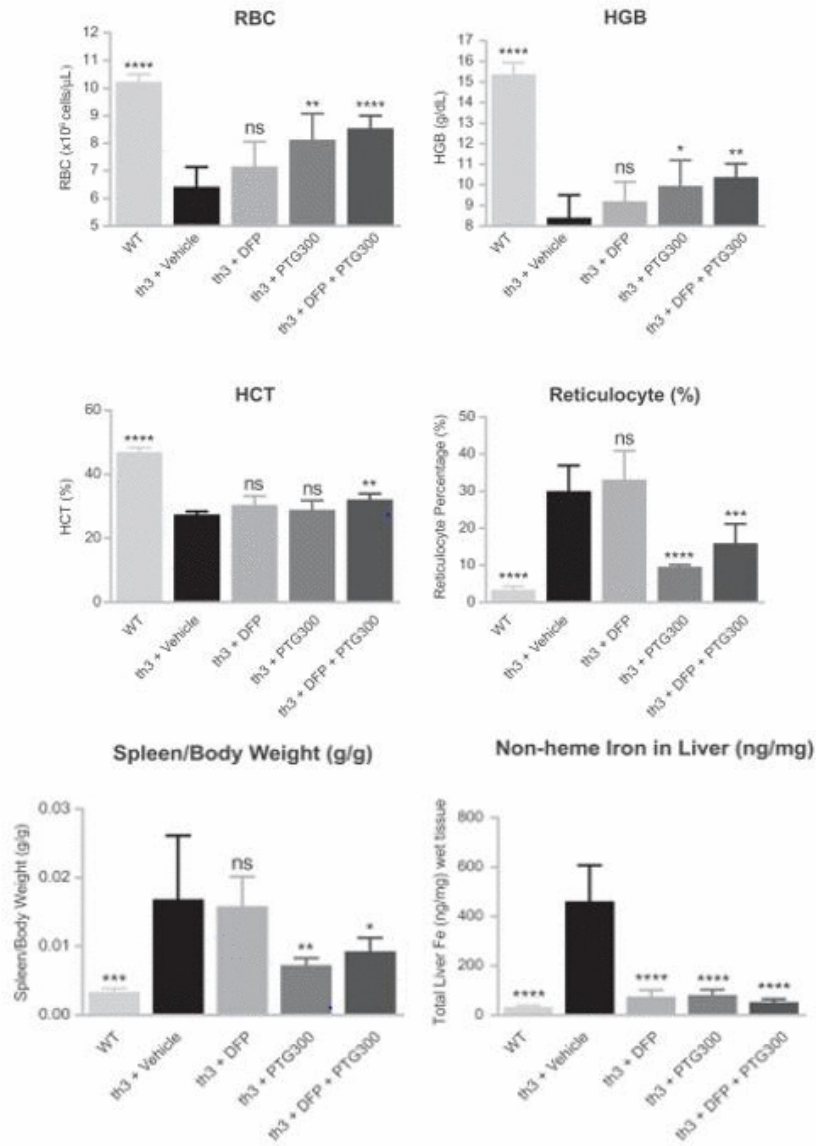 RBC
RBC (x10⁶ cells/μL)
12
11
10
9
8
7
6
5
****
ns
**
****
WT
th3 + Vehicle
th3 + DFP
th3 + PTG300
th3 + DFP + PTG300
HGB
HGB (g/dL)
17
16
15
14
13
12
11
10
9
8
****
ns
*
**
WT
th3 + Vehicle
th3 + DFP
th3 + PTG300
th3 + DFP + PTG300
HCT
HCT (%)
60
40
20
0
****
ns
ns
**
WT
th3 + Vehicle
th3 + DFP
th3 + PTG300
th3 + DFP + PTG300
Reticulocyte (%)
Reticulocyte Percentage (%)
50
40
30
20
10
0
****
ns
****
***
WT
th3 + Vehicle
th3 + DFP
th3 + PTG300
th3 + DFP + PTG300
Spleen/Body Weight (g/g)
Spleen/Body Weight (g/g)
0.03
0.02
0.01
0.00
***
ns
**
*
WT
th3 + Vehicle
th3 + DFP
th3 + PTG300
th3 + DFP + PTG300
Non-heme Iron in Liver (ng/mg)
Total Liver Fe (ng/mg) wet tissue
800
600
400
200
0
****
****
****
****
WT
th3 + Vehicle
th3 + DFP
th3 + PTG300
th3 + DFP + PTG300